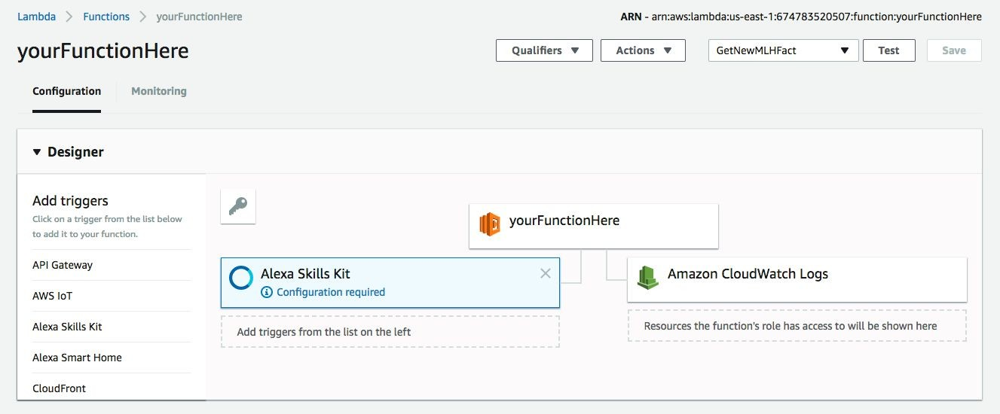 Lambda > Functions > yourFunctionHere
ARN - arn:aws:lambda:us-east-1:674783520507:function:yourFunctionHere
yourFunctionHere
Qualifiers Actions GetNewMLHFact Test Save
Configuration Monitoring
Designer
Add triggers
Click on a trigger from the list below
to add it to your function.
API Gateway
AWS IoT
Alexa Skills Kit
Alexa Smart Home
CloudFront
yourFunctionHere
Alexa Skills Kit
Configuration required
Add triggers from the list on the left
Amazon CloudWatch Logs
Resources the function's role has access to will be shown here